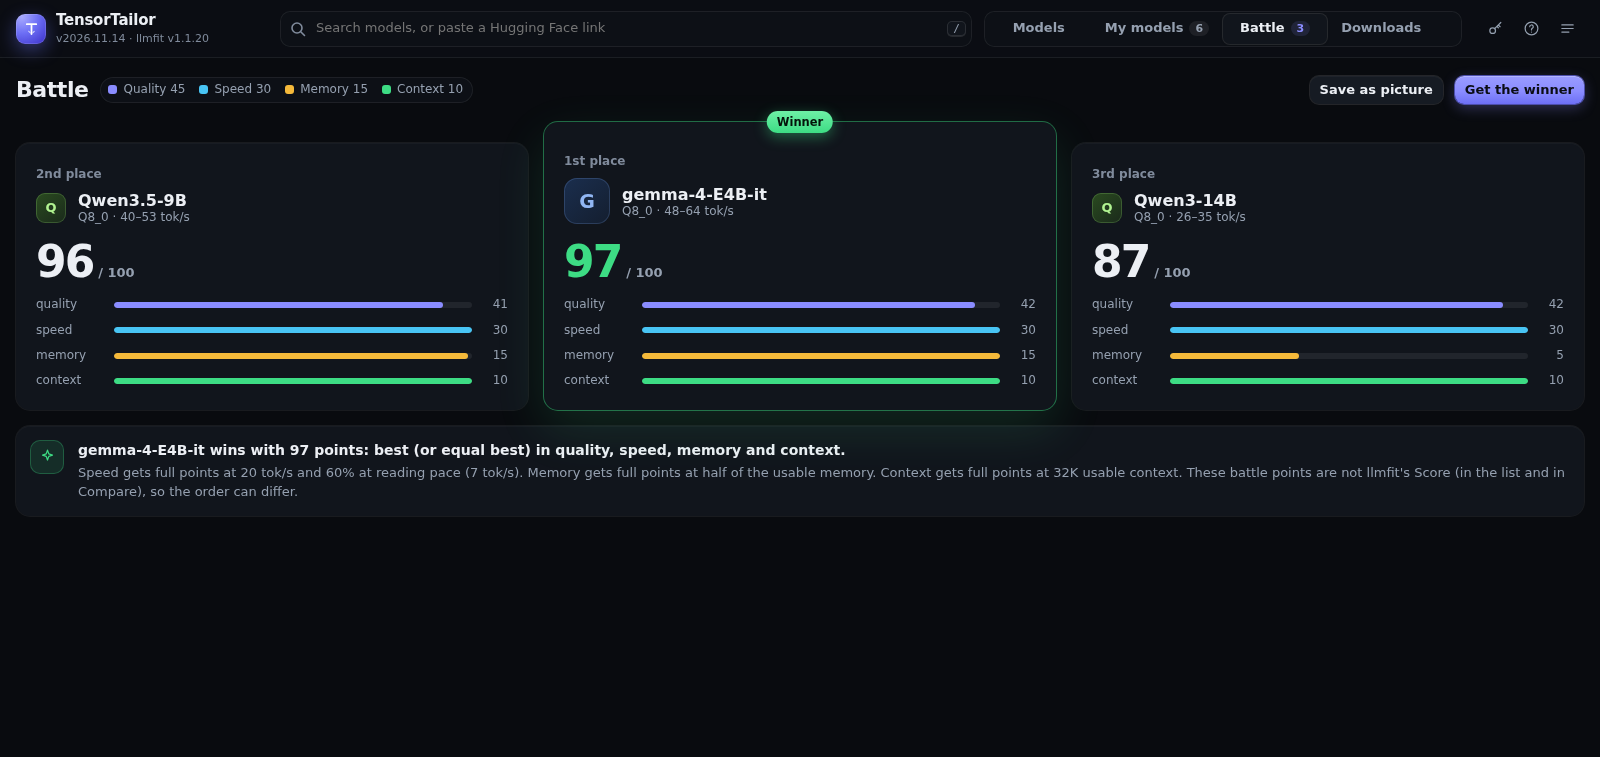 TensorTailor
v2026.11.14 · llmfit v1.1.20
Search models, or paste a Hugging Face link
/
Models
My models 6
Battle 3
Downloads
Battle
Quality 45
Speed 30
Memory 15
Context 10
Save as picture
Get the winner
2nd place
Q
Qwen3.5-9B
Q8_0 · 40–53 tok/s
96 / 100
quality 41
speed 30
memory 15
context 10
Winner
1st place
G
gemma-4-E4B-it
Q8_0 · 48–64 tok/s
97 / 100
quality 42
speed 30
memory 15
context 10
3rd place
Q
Qwen3-14B
Q8_0 · 26–35 tok/s
87 / 100
quality 42
speed 30
memory 5
context 10
gemma-4-E4B-it wins with 97 points: best (or equal best) in quality, speed, memory and context.
Speed gets full points at 20 tok/s and 60% at reading pace (7 tok/s). Memory gets full points at half of the usable memory. Context gets full points at 32K usable context. These battle points are not llmfit's Score (in the list and in
Compare), so the order can differ.